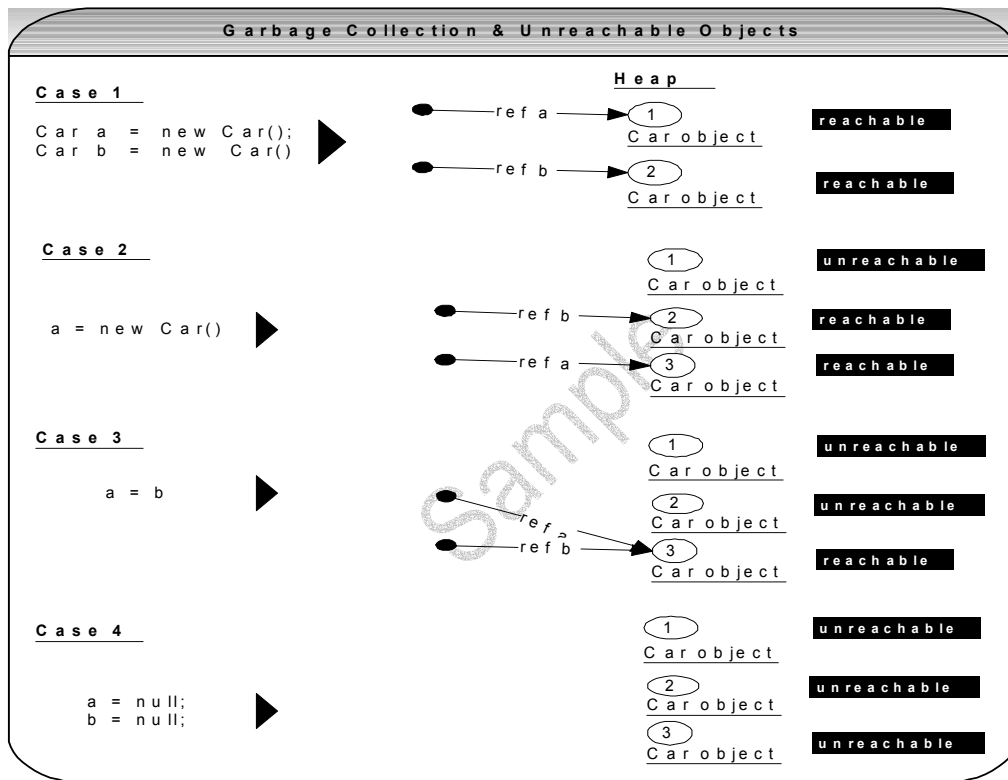 Garbage Collection & Unreachable Objects
Heap
Case 1
Car a = new Car();
Car b = new Car()
ref a
1
Car object
reachable
ref b
2
Car object
reachable
Case 2
a = new Car()
1
Car object
unreachable
ref b
2
Car object
reachable
ref a
3
Car object
reachable
Case 3
a = b
1
Car object
unreachable
2
Car object
unreachable
ref a
ref b
3
Car object
reachable
Case 4
a = null;
b = null;
1
Car object
unreachable
2
Car object
unreachable
3
Car object
unreachable
Sample